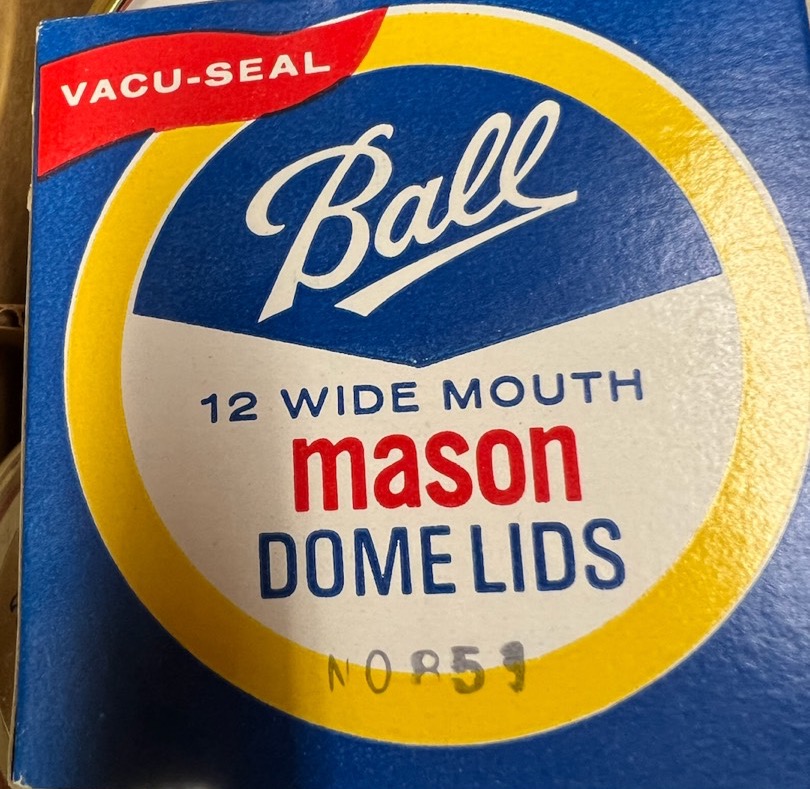 VACU-SEAL
Ball
12 WIDE MOUTH
mason
DOME LIDS